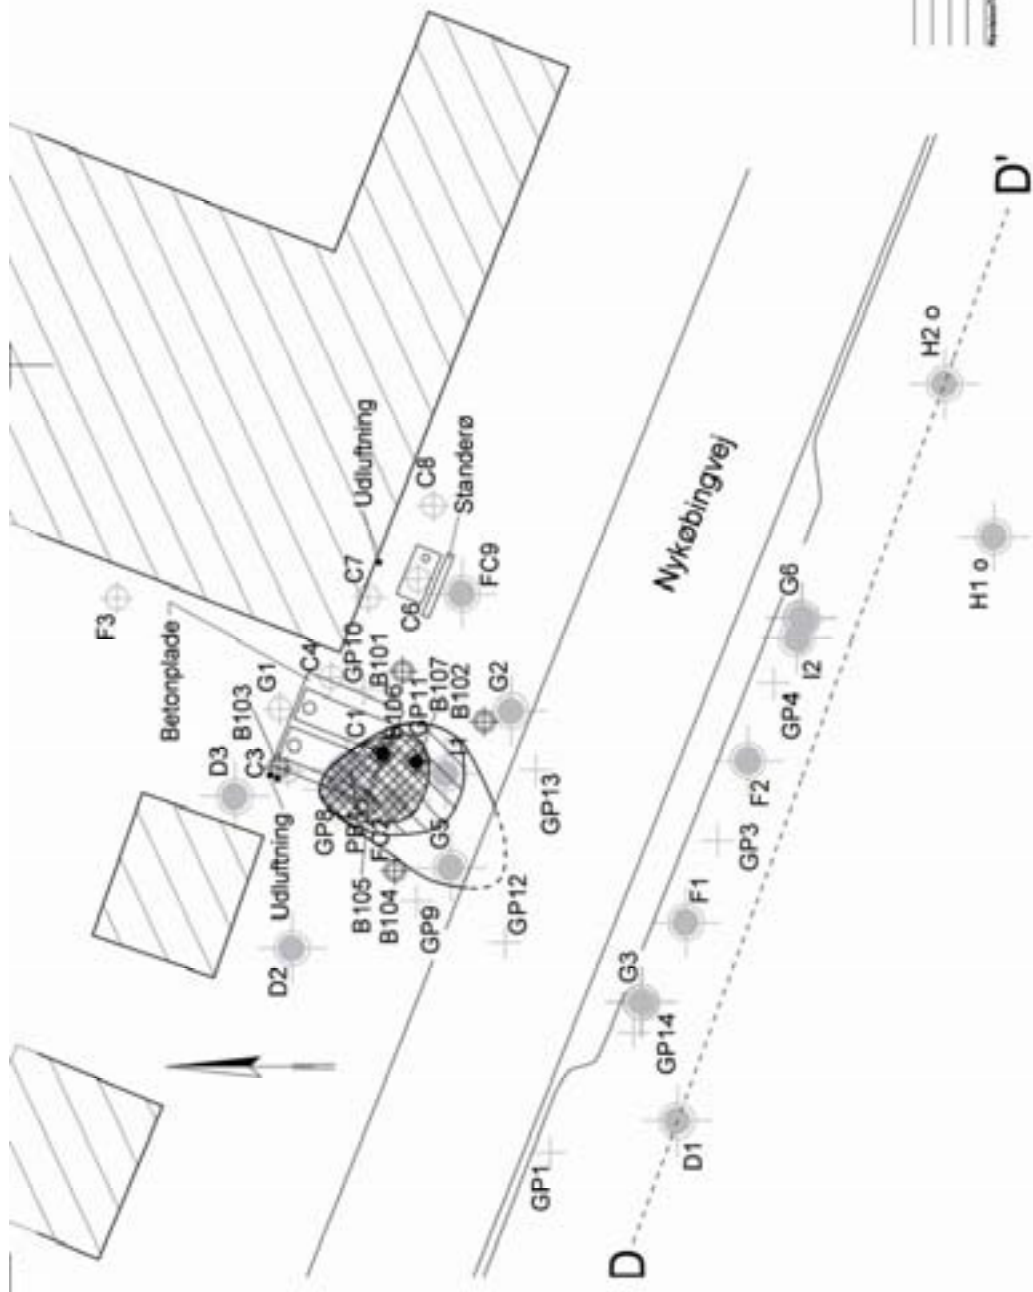 F3
Betonplade
D3
B103
G1
C3
C4
GP10
B101
C7
Udluftning
C8
Standerø
C6
FC9
Udluftning
GP8
C1
B106
GP11
B107
B102
G2
G5
B105
B104
GP9
D2
GP12
GP13
Nykøbingvej
G6
I2
GP4
F2
GP3
F1
G3
GP14
GP1
D1
H2 o
H1 o
D
D'